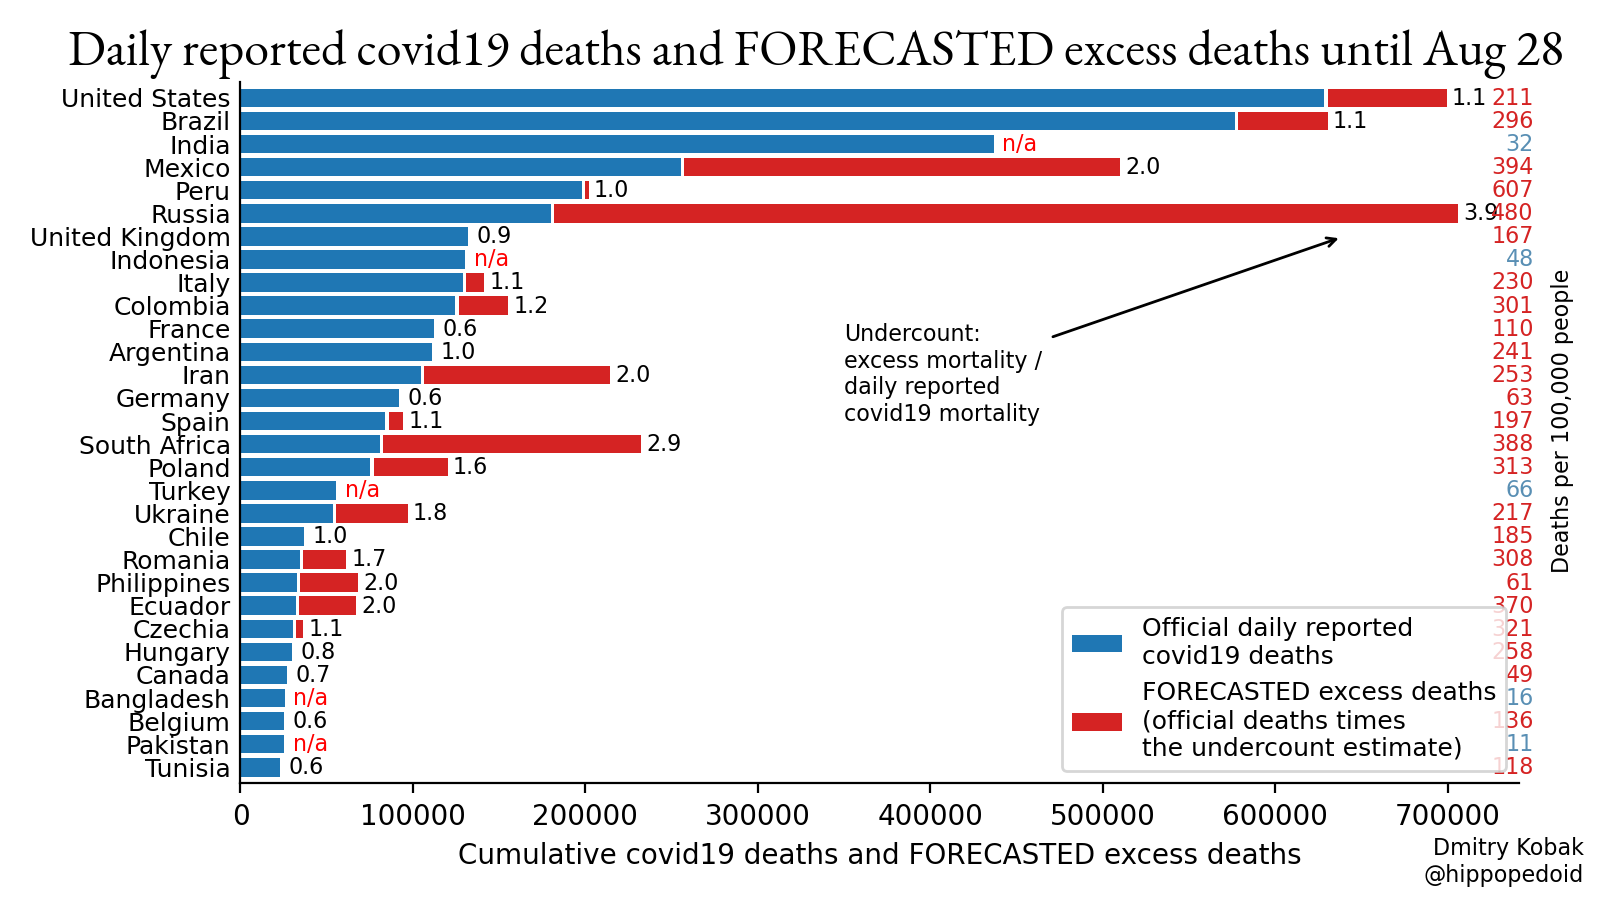 Daily reported covid19 deaths and FORECASTED excess deaths until Aug 28
United States 1.1 211
Brazil 1.1 296
India n/a 32
Mexico 2.0 394
Peru 1.0 607
Russia 3.9 480
United Kingdom 0.9 167
Indonesia n/a 48
Italy 1.1 230
Colombia 1.2 301
France 0.6 110
Argentina 1.0 241
Iran 2.0 253
Germany 0.6 63
Spain 1.1 197
South Africa 2.9 388
Poland 1.6 313
Turkey n/a 66
Ukraine 1.8 217
Chile 1.0 185
Romania 1.7 308
Philippines 2.0 61
Ecuador 2.0 370
Czechia 1.1 321
Hungary 0.8 258
Canada 0.7 49
Bangladesh n/a 16
Belgium 0.6 136
Pakistan n/a 11
Tunisia 0.6 118
Undercount:
excess mortality /
daily reported
covid19 mortality
Deaths per 100,000 people
Official daily reported
covid19 deaths
FORECASTED excess deaths
(official deaths times
the undercount estimate)
0 100000 200000 300000 400000 500000 600000 700000
Cumulative covid19 deaths and FORECASTED excess deaths
Dmitry Kobak
@hippopedoid